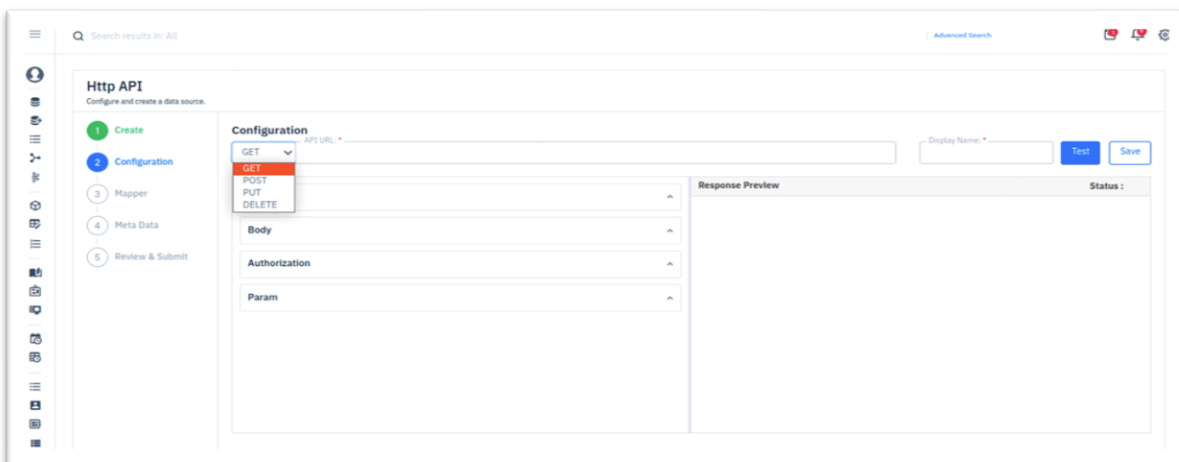 Search results in: All
Advanced Search
Http API
Configure and create a data source.
1 Create
2 Configuration
3 Mapper
4 Meta Data
5 Review & Submit
Configuration
GET
API URL: *
Display Name: *
Test
Save
GET
POST
PUT
DELETE
Body
Authorization
Param
Response Preview
Status :